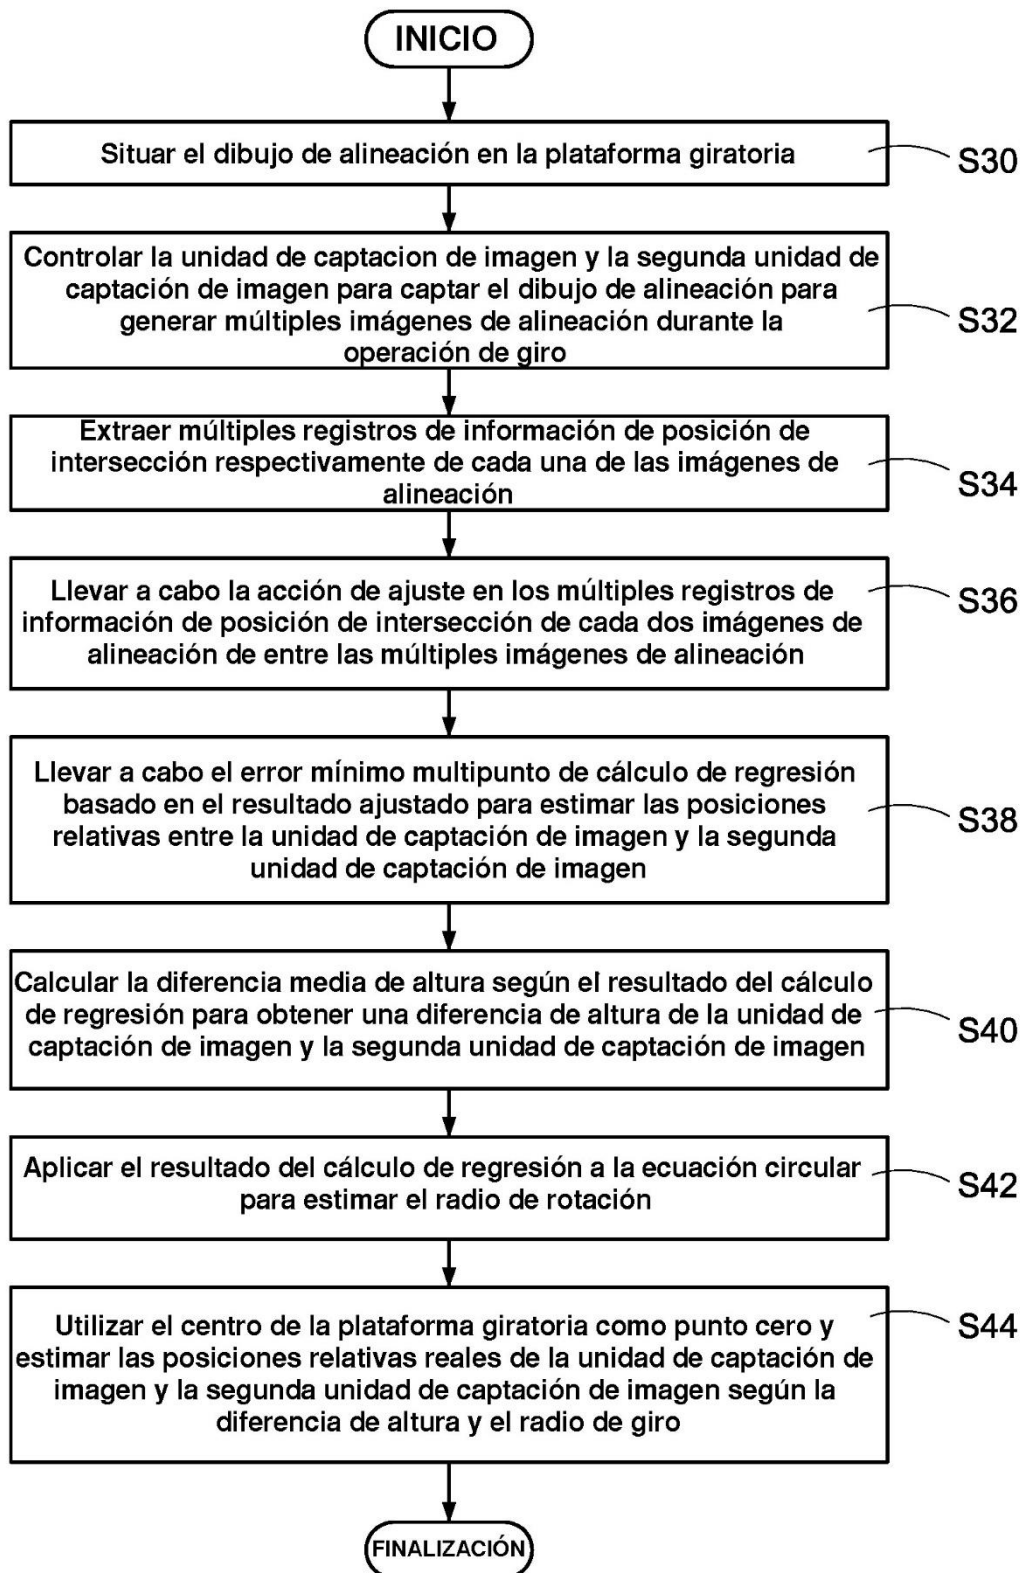 INICIO
Situar el dibujo de alineación en la plataforma giratoria
S30
Controlar la unidad de captacion de imagen y la segunda unidad de
captación de imagen para captar el dibujo de alineación para
generar múltiples imágenes de alineación durante la
operación de giro
S32
Extraer múltiples registros de información de posición de
intersección respectivamente de cada una de las imágenes de
alineación
S34
Llevar a cabo la acción de ajuste en los múltiples registros de
información de posición de intersección de cada dos imágenes de
alineación de entre las múltiples imágenes de alineación
S36
Llevar a cabo el error mínimo multipunto de cálculo de regresión
basado en el resultado ajustado para estimar las posiciones
relativas entre la unidad de captación de imagen y la segunda
unidad de captación de imagen
S38
Calcular la diferencia media de altura según el resultado del cálculo
de regresión para obtener una diferencia de altura de la unidad de
captación de imagen y la segunda unidad de captación de imagen
S40
Aplicar el resultado del cálculo de regresión a la ecuación circular
para estimar el radio de rotación
S42
Utilizar el centro de la plataforma giratoria como punto cero y
estimar las posiciones relativas reales de la unidad de captación de
imagen y la segunda unidad de captación de imagen según la
diferencia de altura y el radio de giro
S44
FINALIZACIÓN